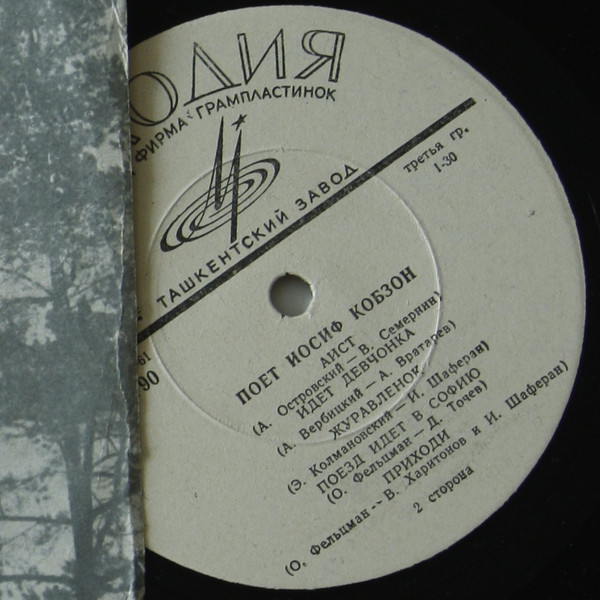 ОДИЯ
ФИРМА ГРАМПЛАСТИНОК
ТАШКЕНТСКИЙ ЗАВОД
третья гр.
1-30
61
90
ПОЕТ ИОСИФ КОБЗОН
АИСТ
(А. Островский — В. Семернин)
ИДЕТ ДЕВЧОНКА
(А. Вербицкий — А. Вратарев)
ЖУРАВЛЕНОК
(Э. Колмановский — И. Шаферан)
ПОЕЗД ИДЕТ В СОФИЮ
(О. Фельцман — Д. Точев)
ПРИХОДИ
(О. Фельцман -- В. Харитонов и И. Шаферан)
2 сторона